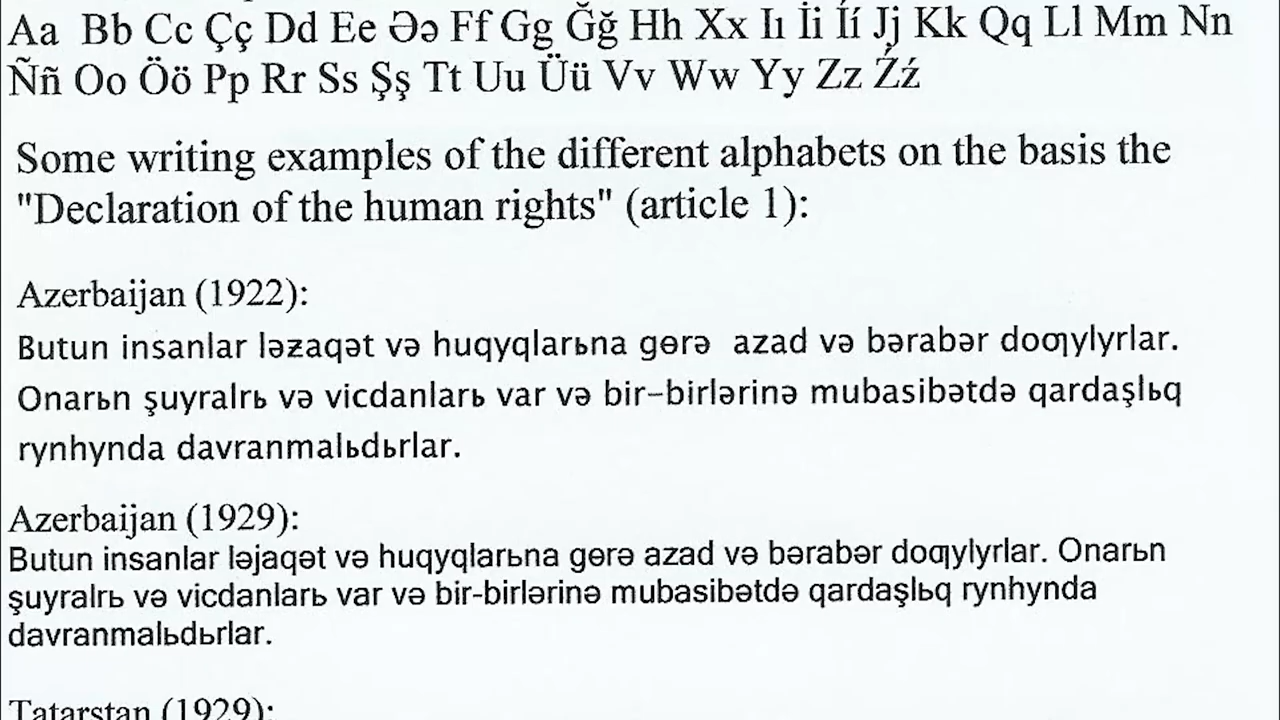 Aa Bb Cc Çç Dd Ee Əə Ff Gg Ğğ Hh Xx Iı İi Íí Jj Kk Qq Ll Mm Nn
Ññ Oo Öö Pp Rr Ss Şş Tt Uu Üü Vv Ww Yy Zz Źź
Some writing examples of the different alphabets on the basis the
"Declaration of the human rights" (article 1):
Azerbaijan (1922):
Butun insanlar ləƶaqət və huqyqlarьna gɵrə azad və bərabər doƣylyrlar.
Onarьn şuyralrь və vicdanlarь var və bir-birlərinə mubasibətdə qardaşlьq
rynhynda davranmalьdьrlar.
Azerbaijan (1929):
Butun insanlar ləjaqət və huqyqlarьna gɵrə azad və bərabər doƣylyrlar. Onarьn
şuyralrь və vicdanlarь var və bir-birlərinə mubasibətdə qardaşlьq rynhynda
davranmalьdьrlar.
Tatarstan (1929):